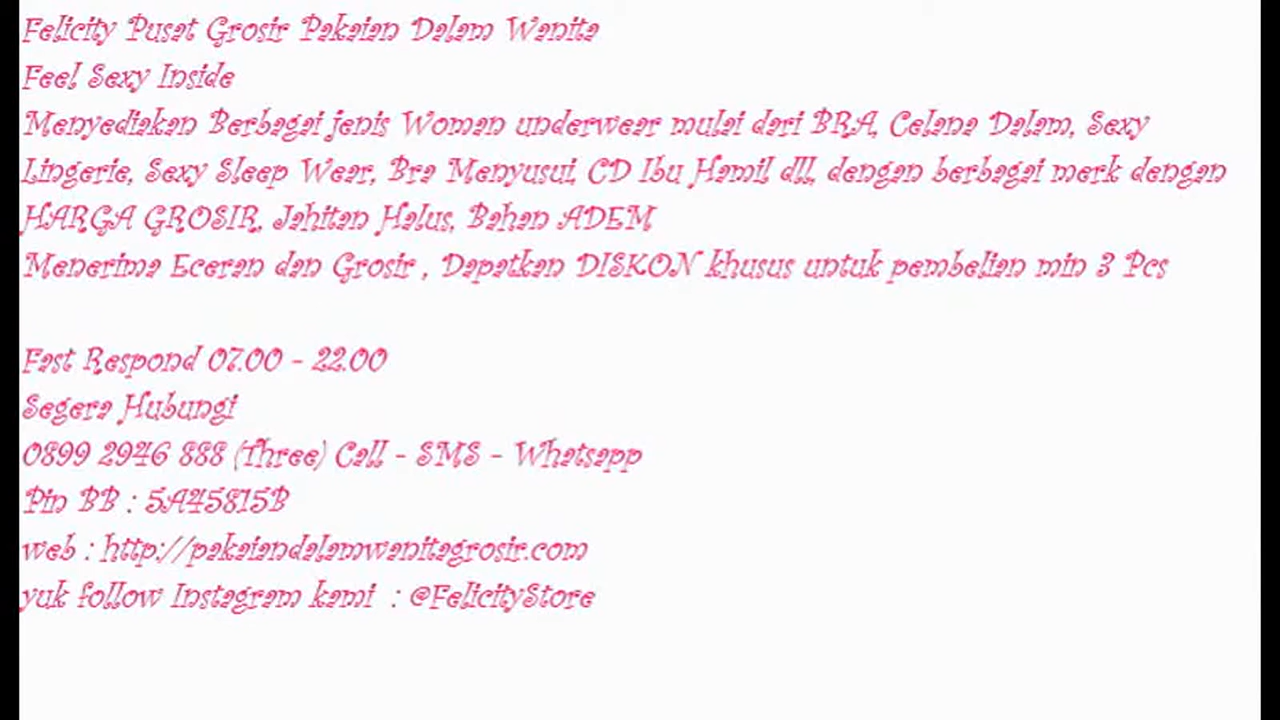 Felicity Pusat Grosir Pakaian Dalam Wanita
Feel Sexy Inside
Menyediakan Berbagai jenis Woman underwear mulai dari BRA, Celana Dalam, Sexy
Lingerie, Sexy Sleep Wear, Bra Menyusui, CD Ibu Hamil dll, dengan berbagai merk dengan
HARGA GROSIR, Jahitan Halus, Bahan ADEM
Menerima Eceran dan Grosir , Dapatkan DISKON khusus untuk pembelian min 3 Pcs
Fast Respond 07.00 - 22.00
Segera Hubungi
0899 2946 888 (Three) Call - SMS - Whatsapp
Pin BB : 5A45815B
web : http://pakaiandalamwanitagrosir.com
yuk follow Instagram kami : @FelicityStore